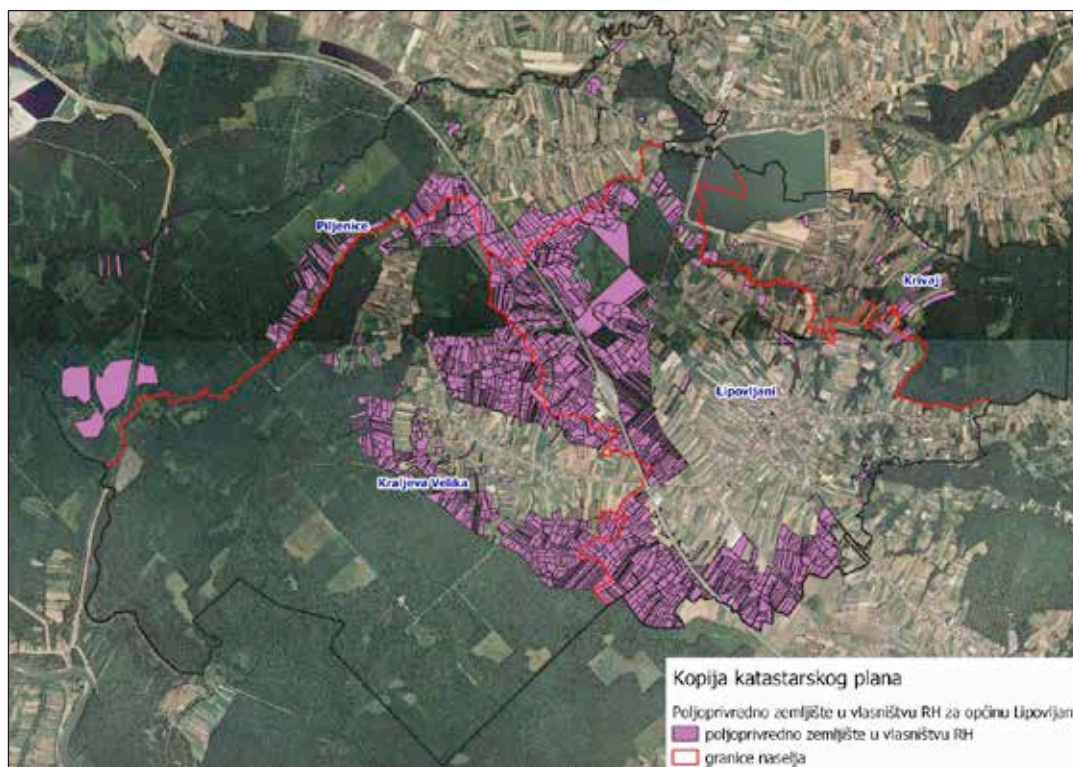 Piljenice
Krivaj
Lipovljani
Kraljeva Velika
Kopija katastarskog plana
Poljoprivredno zemljište u vlasništvu RH za općinu Lipovljan
poljoprivredno zemljište u vlasništvu RH
granice naselja